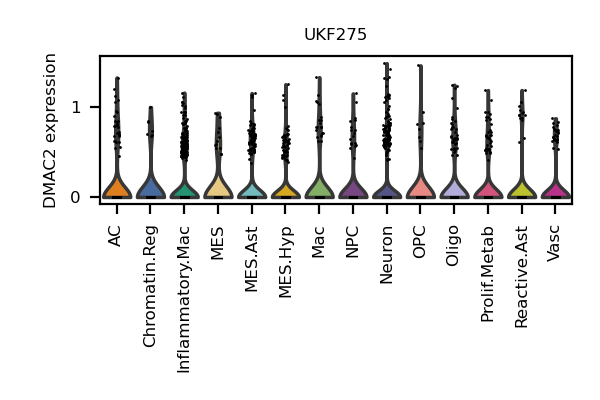 UKF275
DMAC2 expression
1
0
AC
Chromatin.Reg
Inflammatory.Mac
MES
MES.Ast
MES.Hyp
Mac
NPC
Neuron
OPC
Oligo
Prolif.Metab
Reactive.Ast
Vasc